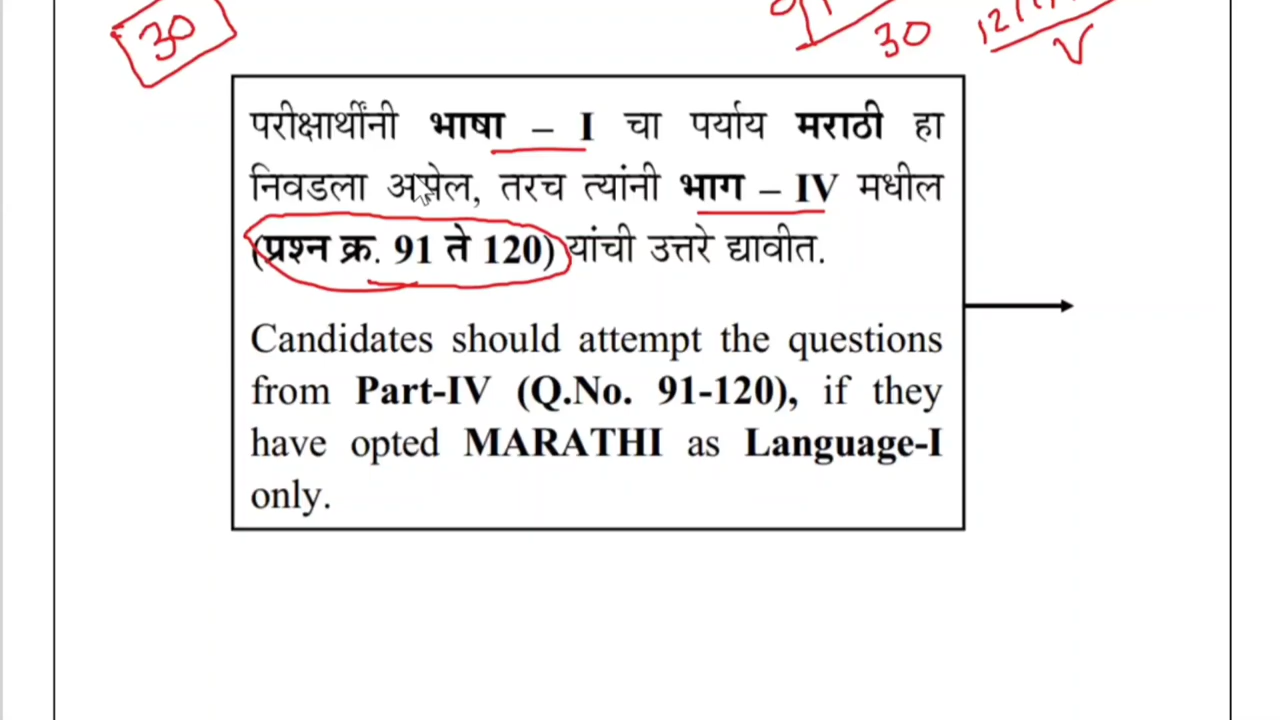 30
30
परीक्षार्थींनी भाषा – I चा पर्याय मराठी हा
निवडला असेल, तरच त्यांनी भाग – IV मधील
(प्रश्न क्र. 91 ते 120) यांची उत्तरे द्यावीत.
Candidates should attempt the questions
from Part-IV (Q.No. 91-120), if they
have opted MARATHI as Language-I
only.